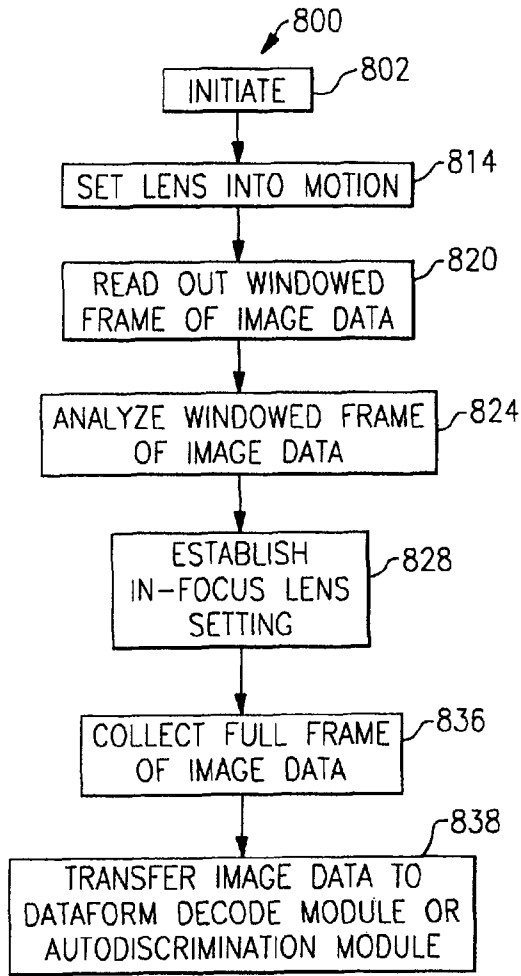 800
INITIATE
802
SET LENS INTO MOTION
814
READ OUT WINDOWED
FRAME OF IMAGE DATA
820
ANALYZE WINDOWED FRAME
OF IMAGE DATA
824
ESTABLISH
IN-FOCUS LENS
SETTING
828
COLLECT FULL FRAME
OF IMAGE DATA
836
TRANSFER IMAGE DATA TO
DATAFORM DECODE MODULE OR
AUTODISCRIMINATION MODULE
838